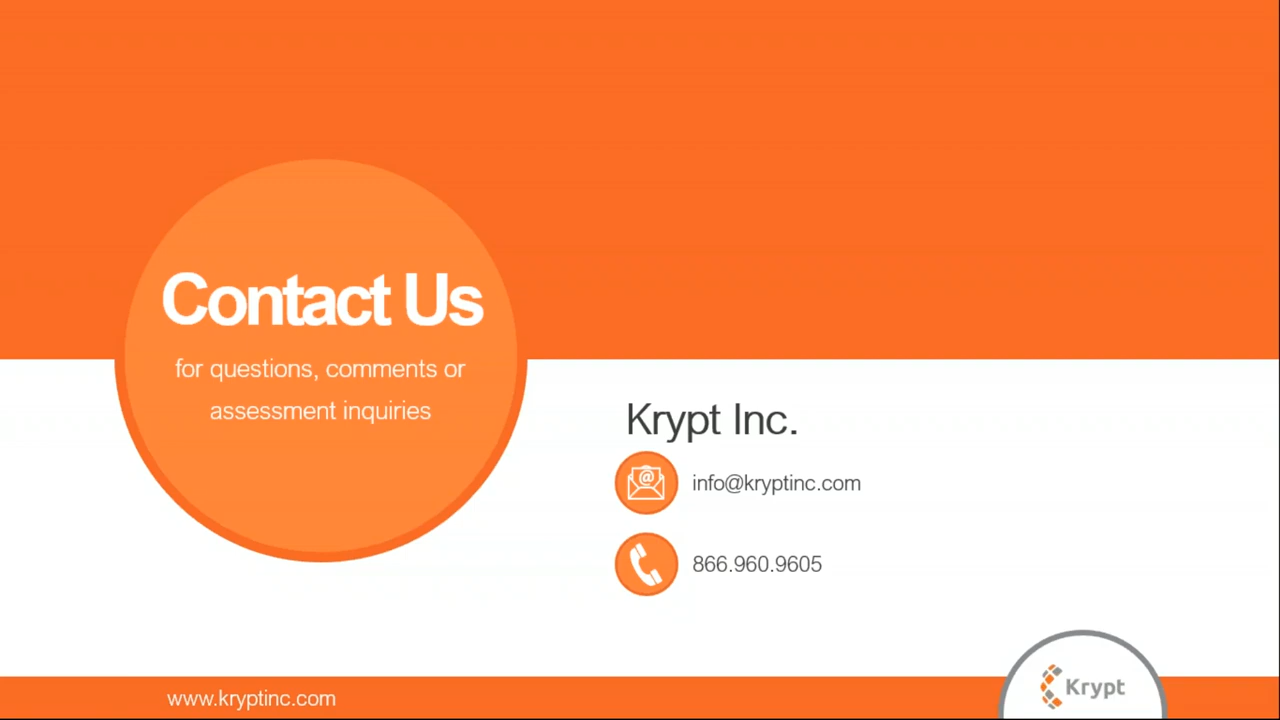 Contact Us
for questions, comments or
assessment inquiries
Krypt Inc.
info@kryptinc.com
866.960.9605
www.kryptinc.com
Krypt